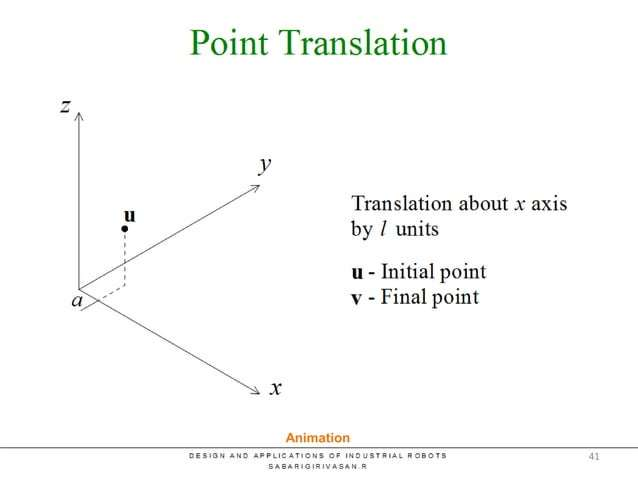 Point Translation
z
y
u
Translation about x axis
by l units
u - Initial point
v - Final point
a
x
Animation
DESIGN AND APPLICATIONS OF INDUSTRIAL ROBOTS
41
SABARIGIRIVASAN.R